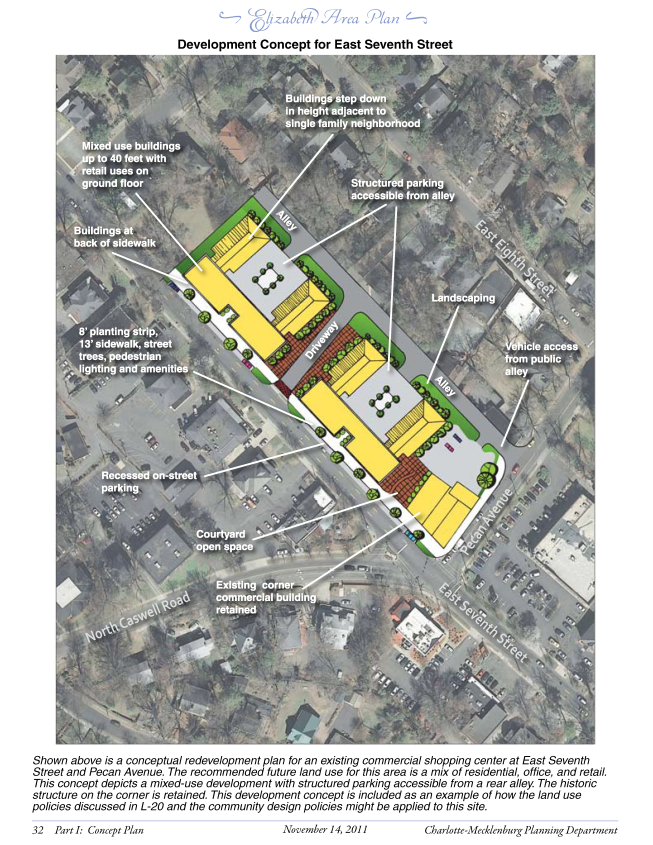 Elizabeth Area Plan
Development Concept for East Seventh Street
Buildings step down
in height adjacent to
single family neighborhood
Mixed use buildings
up to 40 feet with
retail uses on
ground floor
Structured parking
accessible from alley
Alley
Buildings at
back of sidewalk
East Eighth Street
Landscaping
8' planting strip,
13' sidewalk, street
trees, pedestrian
lighting and amenities
Driveway
Vehicle access
from public
alley
Alley
Recessed on-street
parking
Pecan Avenue
Courtyard
open space
Existing corner
commercial building
retained
North Caswell Road
East Seventh Street
Shown above is a conceptual redevelopment plan for an existing commercial shopping center at East Seventh
Street and Pecan Avenue. The recommended future land use for this area is a mix of residential, office, and retail.
This concept depicts a mixed-use development with structured parking accessible from a rear alley. The historic
structure on the corner is retained. This development concept is included as an example of how the land use
policies discussed in L-20 and the community design policies might be applied to this site.
32 Part I: Concept Plan November 14, 2011 Charlotte-Mecklenburg Planning Department